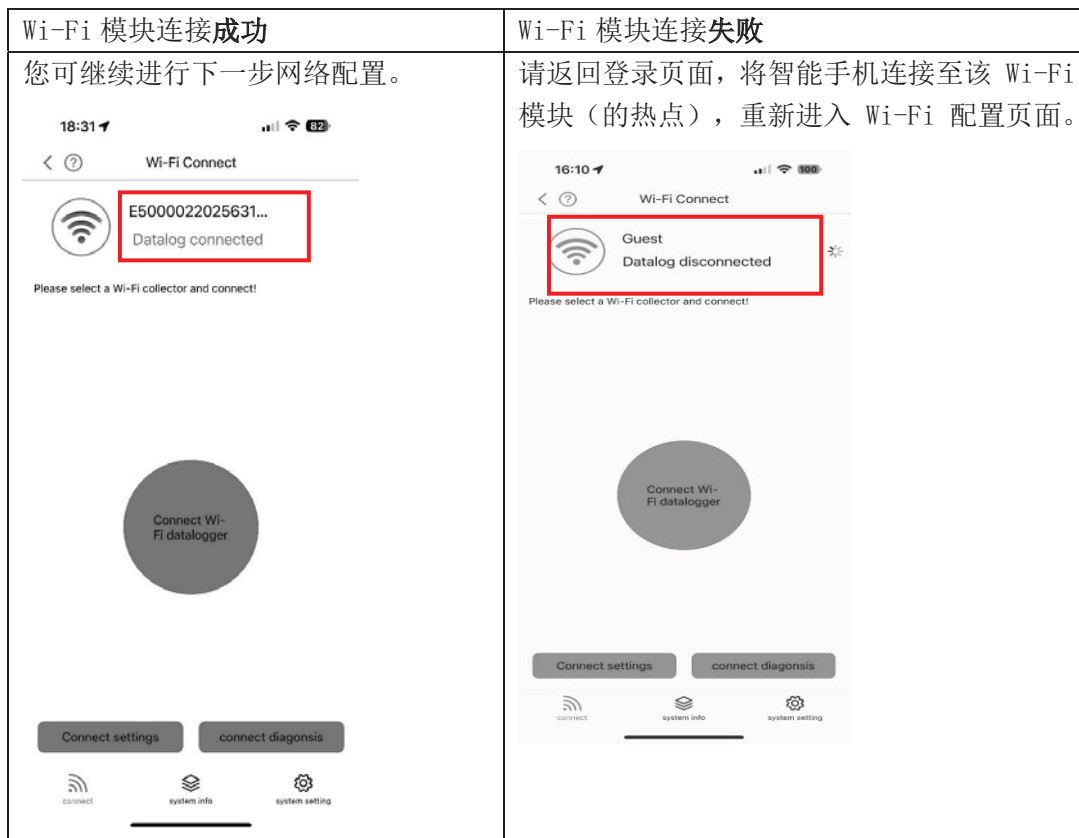 Wi-Fi 模块连接成功
您可继续进行下一步网络配置。
18:31
82
Wi-Fi Connect
E5000022025631...
Datalog connected
Please select a Wi-Fi collector and connect!
Connect Wi-
Fi datalogger
Connect settings
connect diagonsis
connect
system info
system setting
Wi-Fi 模块连接失败
请返回登录页面，将智能手机连接至该 Wi-Fi
模块（的热点），重新进入 Wi-Fi 配置页面。
16:10
100
Wi-Fi Connect
Guest
Datalog disconnected
Please select a Wi-Fi collector and connect!
Connect Wi-
Fi datalogger
Connect settings
connect diagonsis
connect
system info
system setting